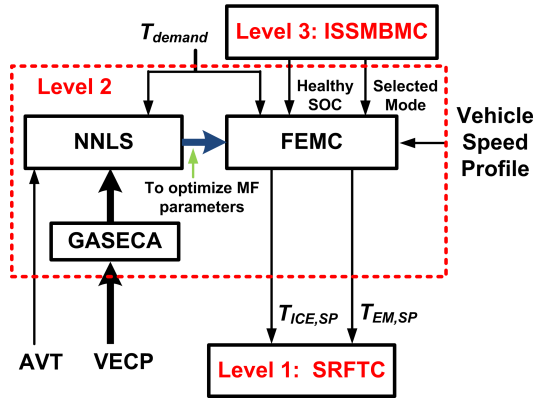 T_demand
Level 3: ISSMBMC
Level 2
Healthy
SOC
Selected
Mode
NNLS
FEMC
Vehicle
Speed
Profile
To optimize MF
parameters
GASECA
T_ICE,SP
T_EM,SP
AVT
VECP
Level 1: SRFTC